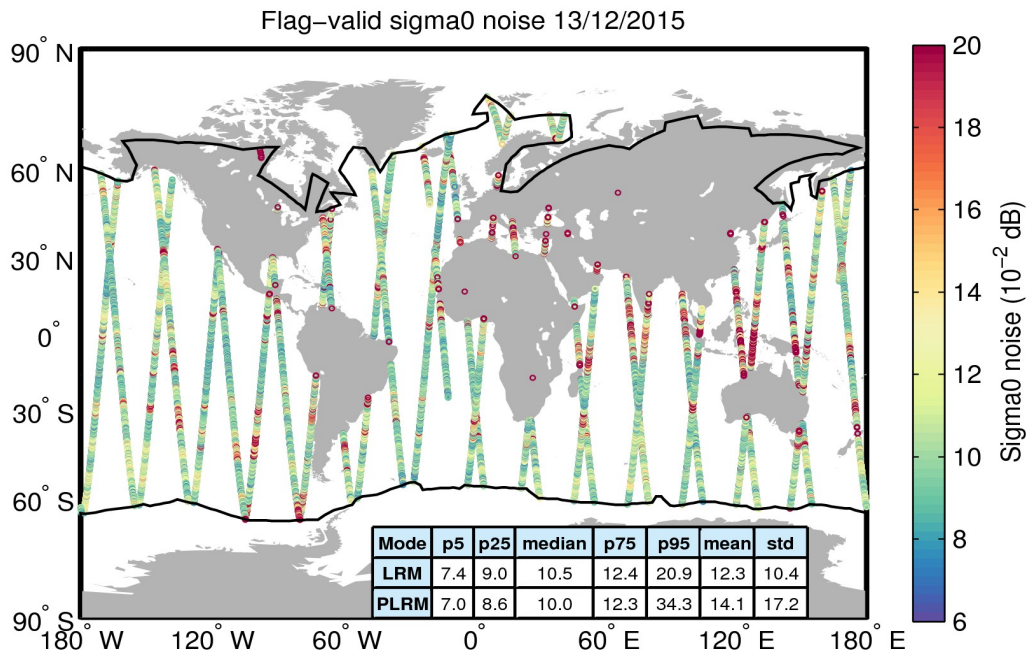 Flag−valid sigma0 noise 13/12/2015
90° N
60° N
30° N
0°
30° S
60° S
90° S
180° W
120° W
60° W
0°
60° E
120° E
180° E
Mode p5 p25 median p75 p95 mean std
LRM 7.4 9.0 10.5 12.4 20.9 12.3 10.4
PLRM 7.0 8.6 10.0 12.3 34.3 14.1 17.2
20
18
16
14
12
10
8
6
Sigma0 noise (10⁻² dB)